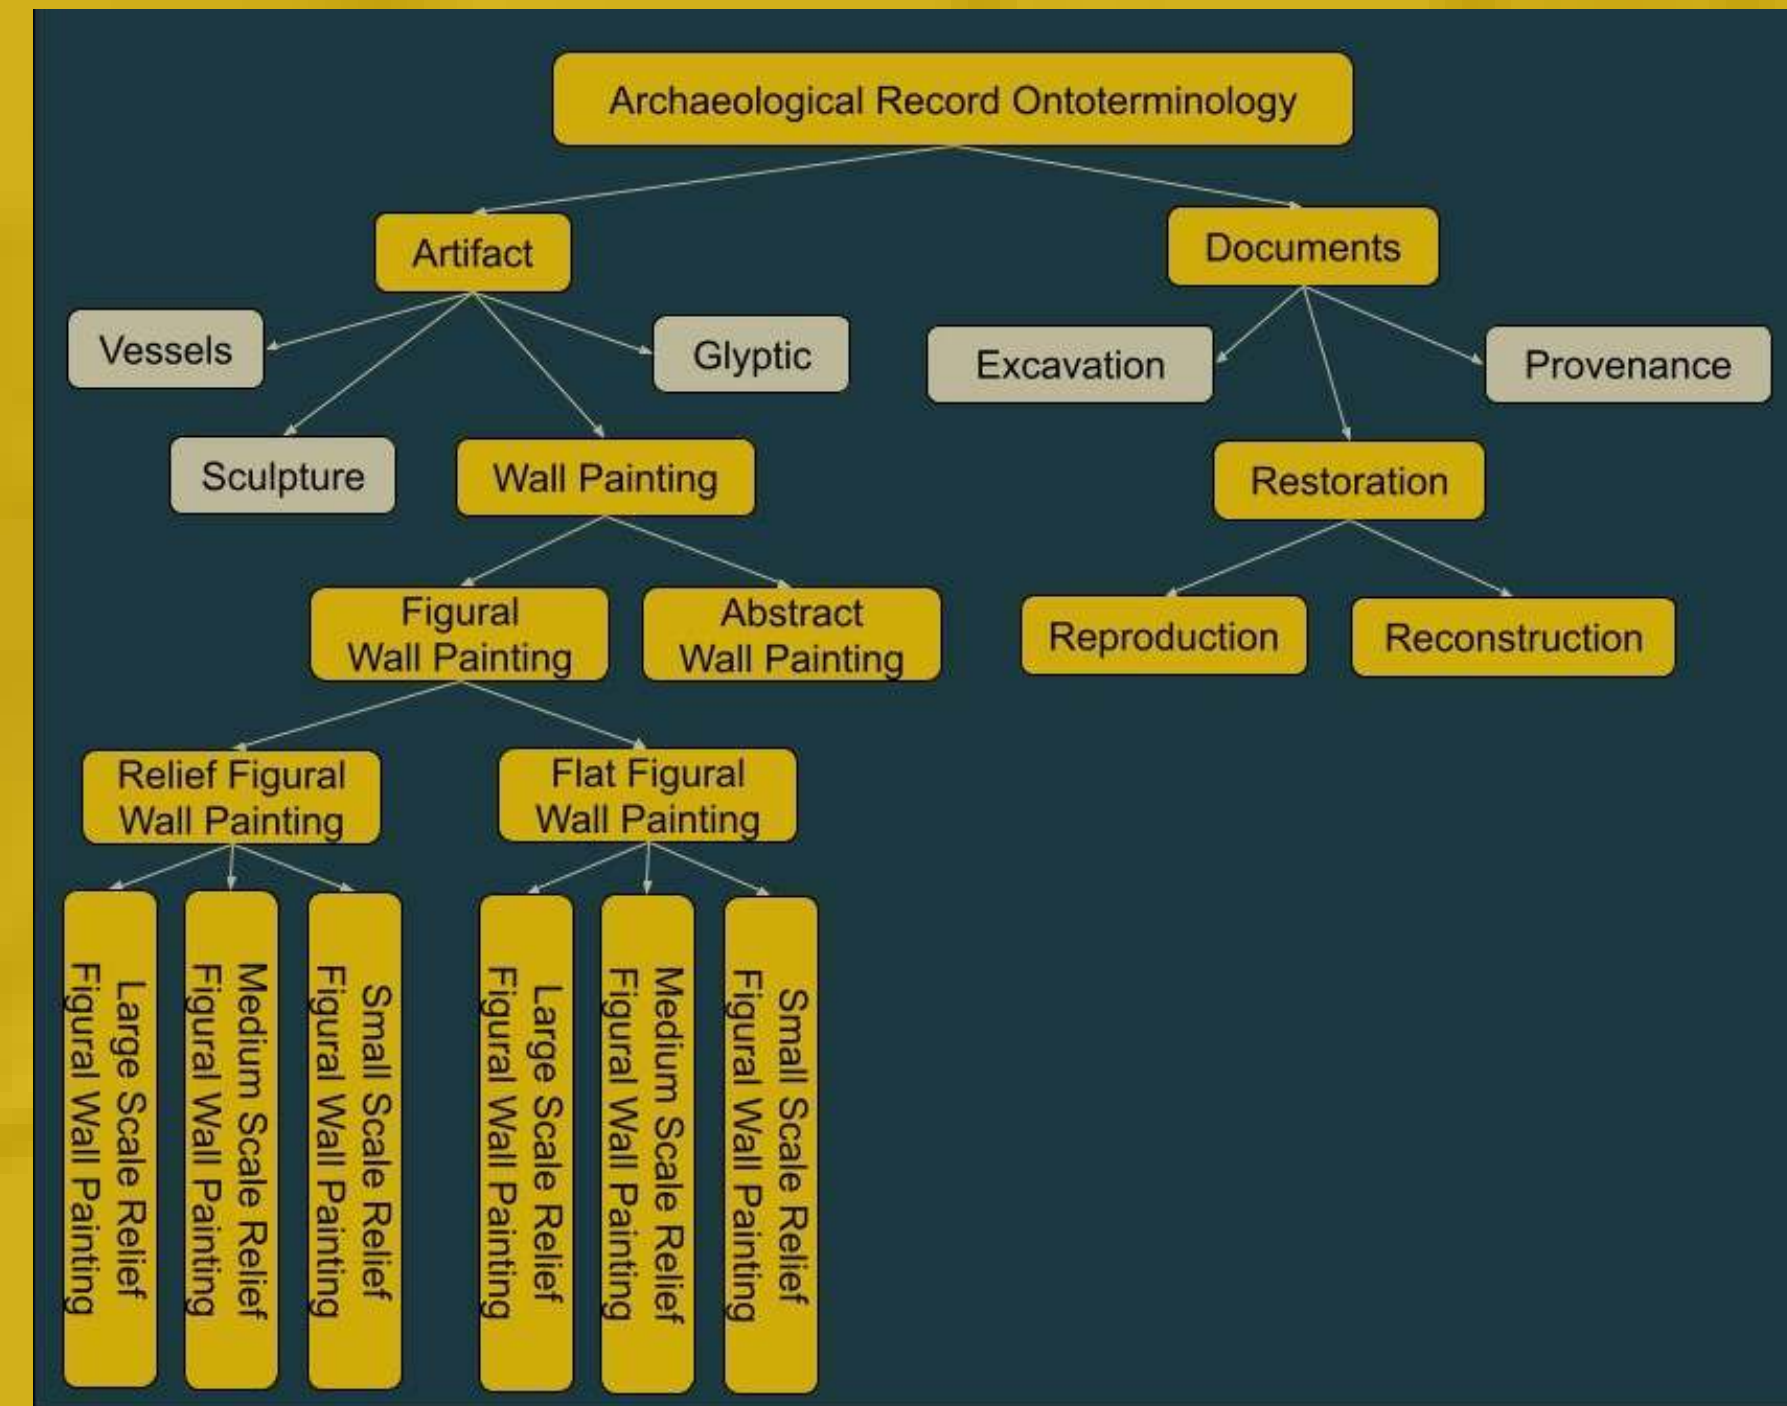 Archaeological Record Ontoterminology
Artifact
Documents
Vessels
Glyptic
Excavation
Provenance
Sculpture
Wall Painting
Restoration
Figural
Wall Painting
Abstract
Wall Painting
Reproduction
Reconstruction
Relief Figural
Wall Painting
Flat Figural
Wall Painting
Large Scale Relief
Figural Wall Painting
Medium Scale Relief
Figural Wall Painting
Small Scale Relief
Figural Wall Painting
Large Scale Relief
Figural Wall Painting
Medium Scale Relief
Figural Wall Painting
Small Scale Relief
Figural Wall Painting